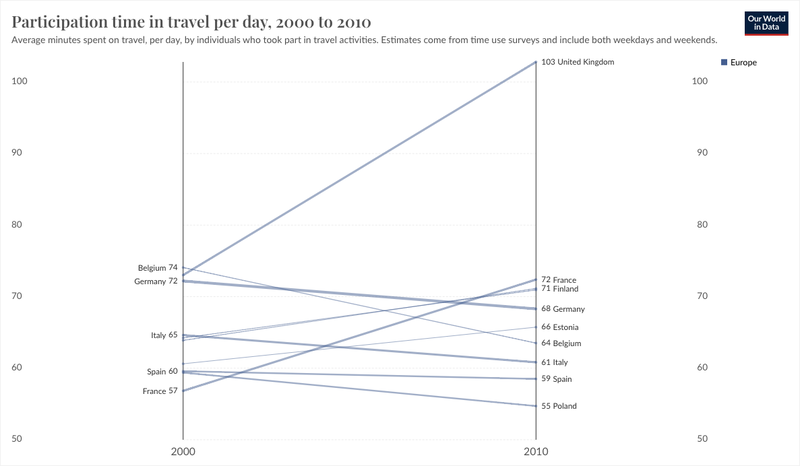 Participation time in travel per day, 2000 to 2010
Average minutes spent on travel, per day, by individuals who took part in travel activities. Estimates come from time use surveys and include both weekdays and weekends.
Our World
in Data
103 United Kingdom
Europe
100
90
90
80
80
Belgium 74
Germany 72
72 France
71 Finland
70
70
68 Germany
66 Estonia
Italy 65
64 Belgium
61 Italy
60
60
Spain 60
59 Spain
France 57
55 Poland
50
50
2000
2010